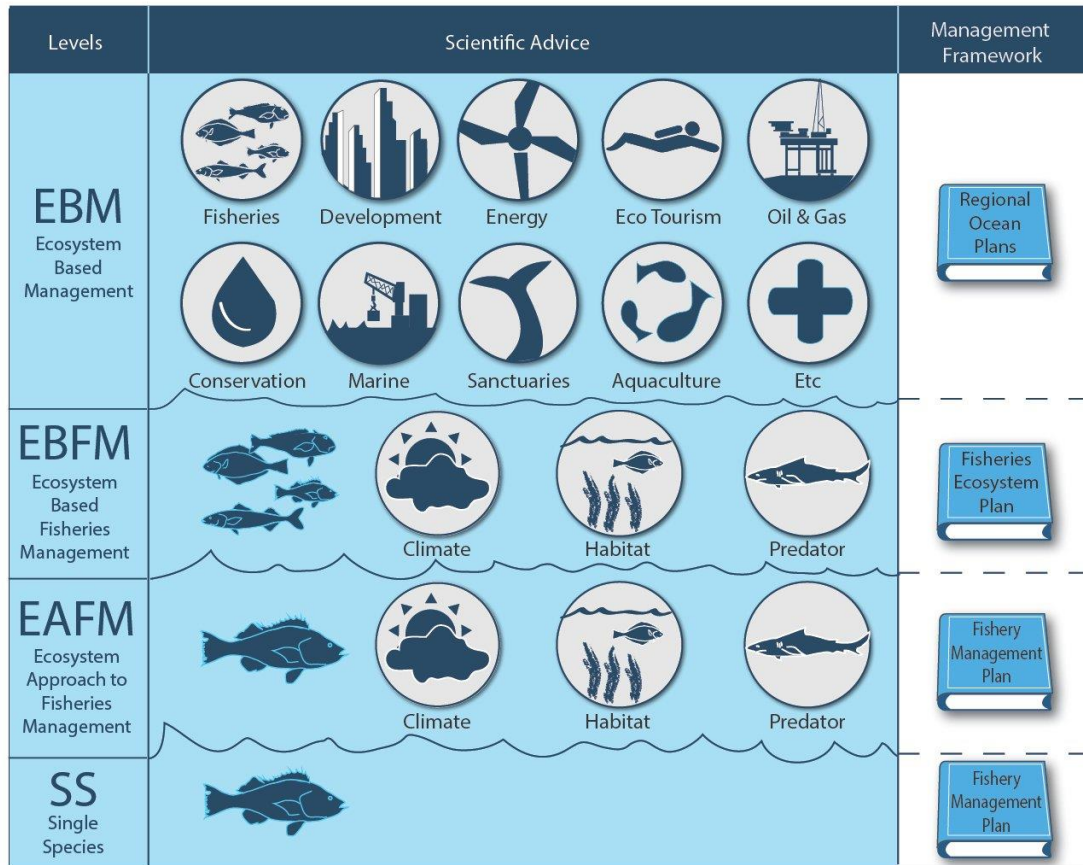 Levels
Scientific Advice
Management
Framework
EBM
Ecosystem
Based
Management
Fisheries
Development
Energy
Eco Tourism
Oil & Gas
Conservation
Marine
Sanctuaries
Aquaculture
Etc
Regional
Ocean
Plans
EBFM
Ecosystem
Based
Fisheries
Management
Climate
Habitat
Predator
Fisheries
Ecosystem
Plan
EAFM
Ecosystem
Approach to
Fisheries
Management
Climate
Habitat
Predator
Fishery
Management
Plan
SS
Single
Species
Fishery
Management
Plan